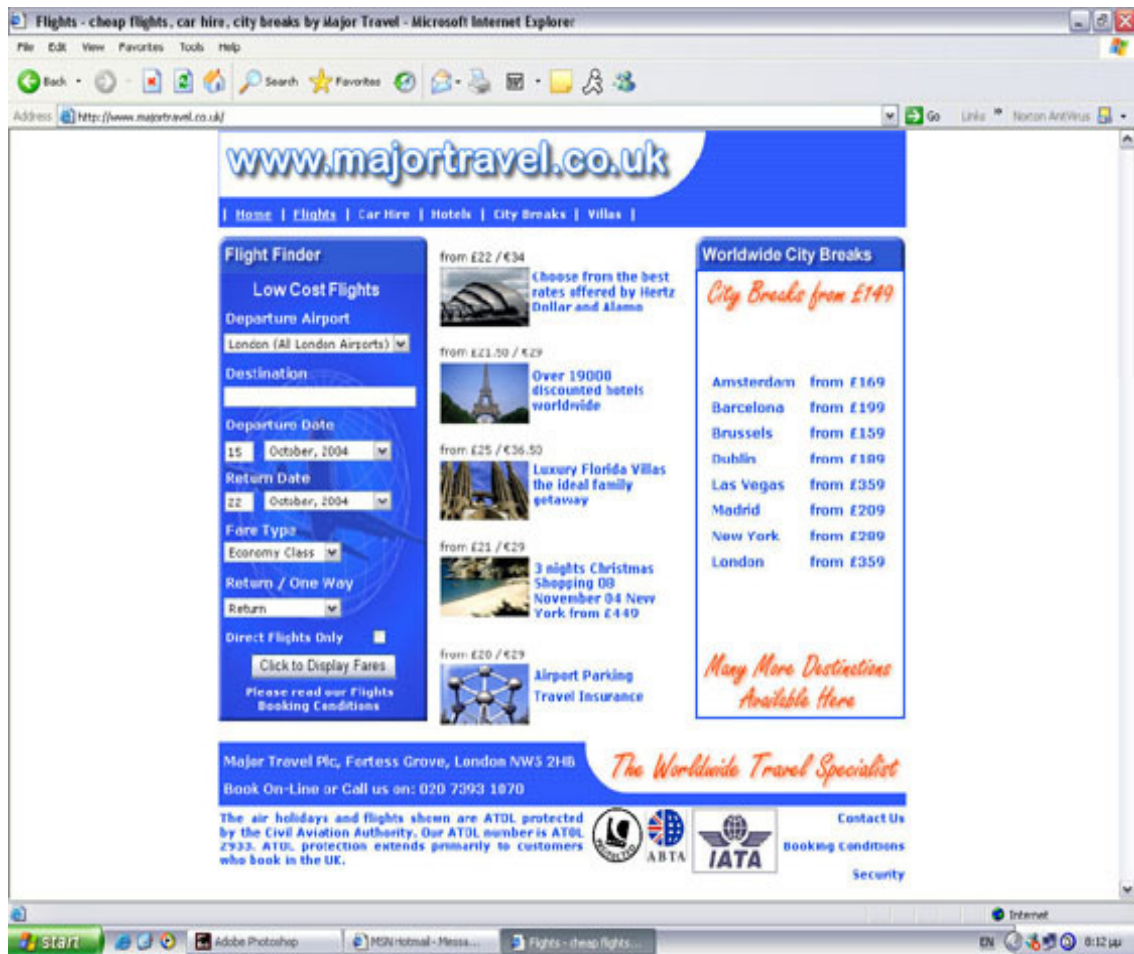 Flights - cheap flights, car hire, city breaks by Major Travel - Microsoft Internet Explorer
File Edit View Favorites Tools Help
Back Search Favorites
Address http://www.majortravel.co.uk/ Go Links Norton AntiVirus
www.majortravel.co.uk
| Home | Flights | Car Hire | Hotels | City Breaks | Villas |
Flight Finder
Low Cost Flights
Departure Airport
London (All London Airports)
Destination
Departure Date
15 October, 2004
Return Date
22 October, 2004
Fare Type
Economy Class
Return / One Way
Return
Direct Flights Only
Click to Display Fares
Please read our Flights
Booking Conditions
from £22 / €34
Choose from the best
rates offered by Hertz
Dollar and Alamo
from £21.50 / €29
Over 19000
discounted hotels
worldwide
from £25 / €36.50
Luxury Florida Villas
the ideal family
getaway
from £21 / €29
3 nights Christmas
Shopping 08
November 04 New
York from £449
from £20 / €29
Airport Parking
Travel Insurance
Worldwide City Breaks
City Breaks from £149
Amsterdam from £169
Barcelona from £199
Brussels from £159
Dublin from £189
Las Vegas from £359
Madrid from £209
New York from £289
London from £359
Many More Destinations
Available Here
Major Travel Plc, Fortess Grove, London NW5 2HB
Book On-Line or Call us on: 020 7393 1070
The Worldwide Travel Specialist
The air holidays and flights shown are ATOL protected
by the Civil Aviation Authority. Our ATOL number is ATOL
2933. ATOL protection extends primarily to customers
who book in the UK.
ABTA
IATA
Contact Us
Booking Conditions
Security
Internet
start Adobe Photoshop MSN Hotmail - Messa... Flights - cheap flights... EN 8:12 μμ